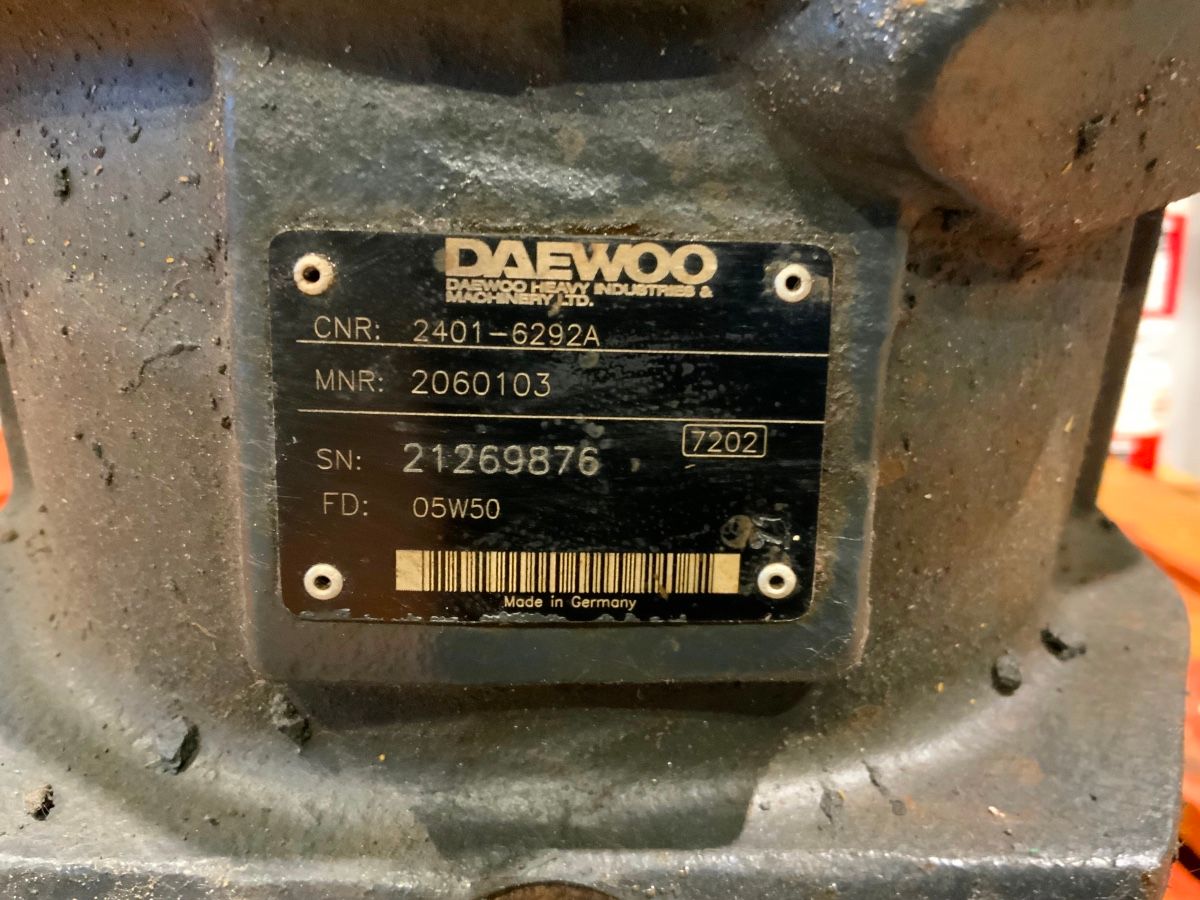 DAEWOO
DAEWOO HEAVY INDUSTRIES &
MACHINERY LTD.
CNR: 2401-6292A
MNR: 2060103
SN: 21269876 7202
FD: 05W50
Made in Germany